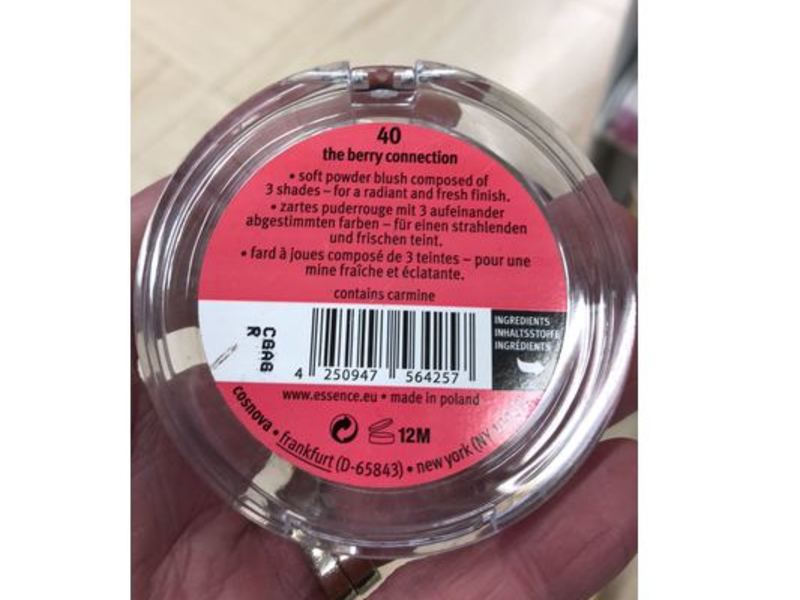 40
the berry connection
• soft powder blush composed of
3 shades – for a radiant and fresh finish.
• zartes puderrouge mit 3 aufeinander
abgestimmten farben – für einen strahlenden
und frischen teint.
• fard à joues composé de 3 teintes – pour une
mine fraîche et éclatante.
contains carmine
CBAG
R
4 250947 564257
INGREDIENTS
INHALTSSTOFFE
INGRÉDIENTS
www.essence.eu • made in poland
12M
cosnova • frankfurt (D-65843) • new york (NY